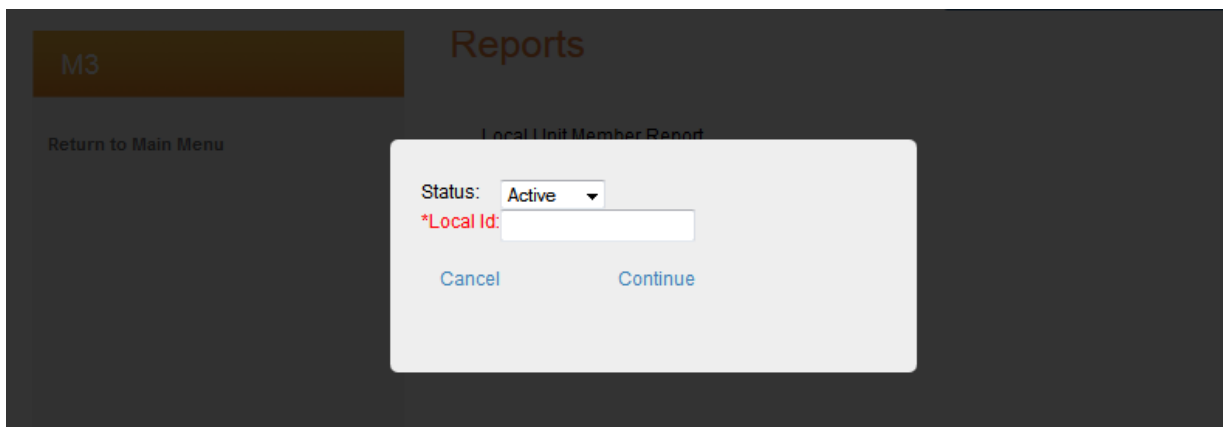 M3
Return to Main Menu
Reports
Local Unit Member Report
Status: Active
*Local Id:
Cancel Continue